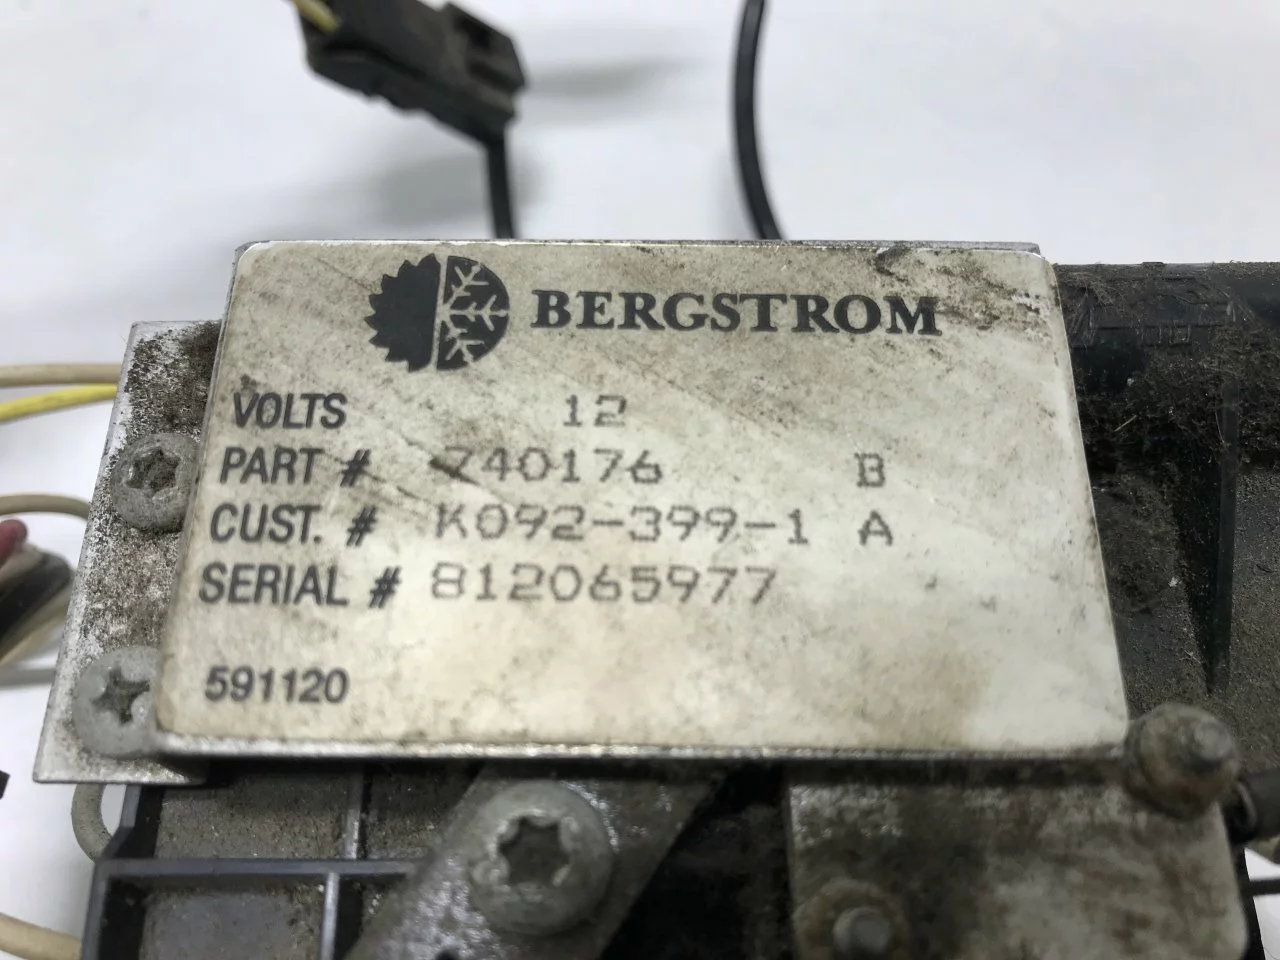 BERGSTROM
VOLTS 12
PART # 740176 B
CUST. # K092-399-1 A
SERIAL # 812065977
591120